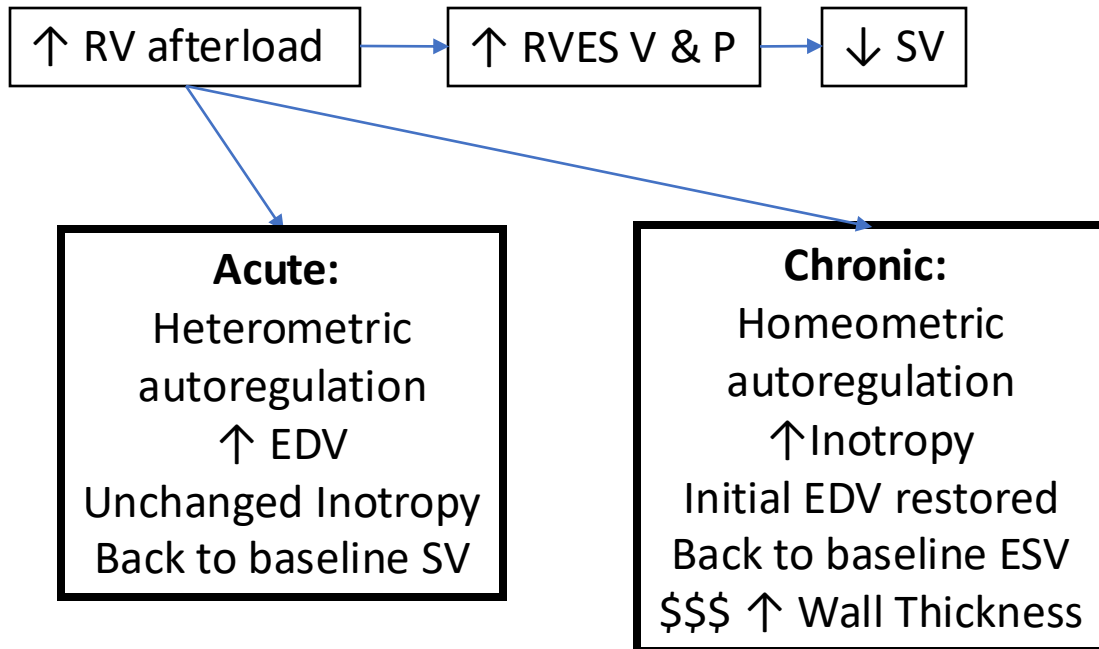 ↑ RV afterload
↑ RVES V & P
↓ SV
Acute:
Heterometric
autoregulation
↑ EDV
Unchanged Inotropy
Back to baseline SV
Chronic:
Homeometric
autoregulation
↑Inotropy
Initial EDV restored
Back to baseline ESV
$$$ ↑ Wall Thickness